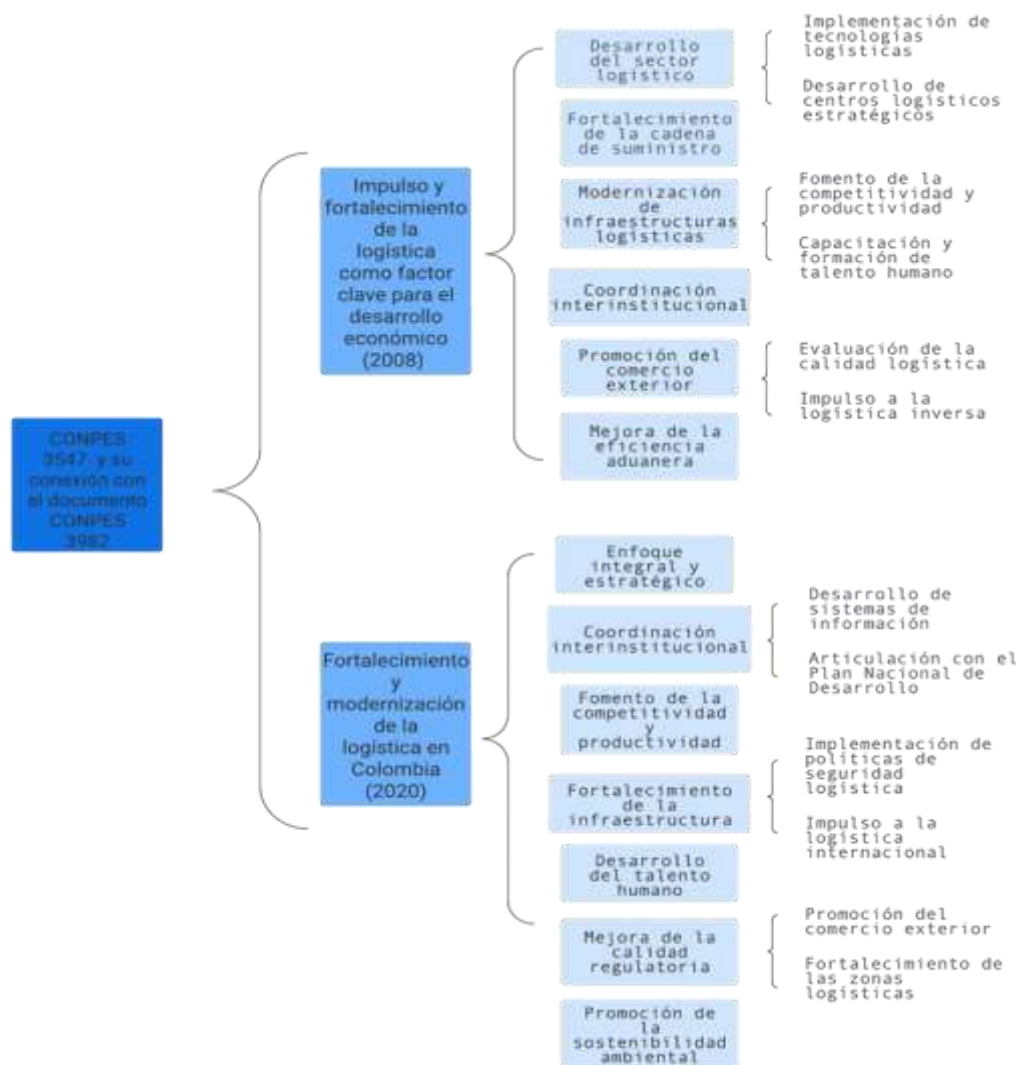 CONPES
3547 y su
conexión con
el documento
CONPES
3982
Impulso y
fortalecimiento
de la
logística
como factor
clave para el
desarrollo
económico
(2008)
Desarrollo
del sector
logístico
Implementación de
tecnologías
logísticas
Desarrollo de
centros logísticos
estratégicos
Fortalecimiento
de la cadena
de suministro
Modernización
de
infraestructuras
logísticas
Fomento de la
competitividad y
productividad
Capacitación y
formación de
talento humano
Coordinación
interinstitucional
Promoción del
comercio
exterior
Evaluación de la
calidad logística
Impulso a la
logística inversa
Mejora de la
eficiencia
aduanera
Fortalecimiento
y
modernización
de la
logística en
Colombia
(2020)
Enfoque
integral y
estratégico
Coordinación
interinstitucional
Desarrollo de
sistemas de
información
Articulación con el
Plan Nacional de
Desarrollo
Fomento de la
competitividad
y
productividad
Fortalecimiento
de la
infraestructura
Implementación de
políticas de
seguridad
logística
Impulso a la
logística
internacional
Desarrollo
del talento
humano
Mejora de la
calidad
regulatoria
Promoción del
comercio exterior
Fortalecimiento de
las zonas
logísticas
Promoción de
la
sostenibilidad
ambiental